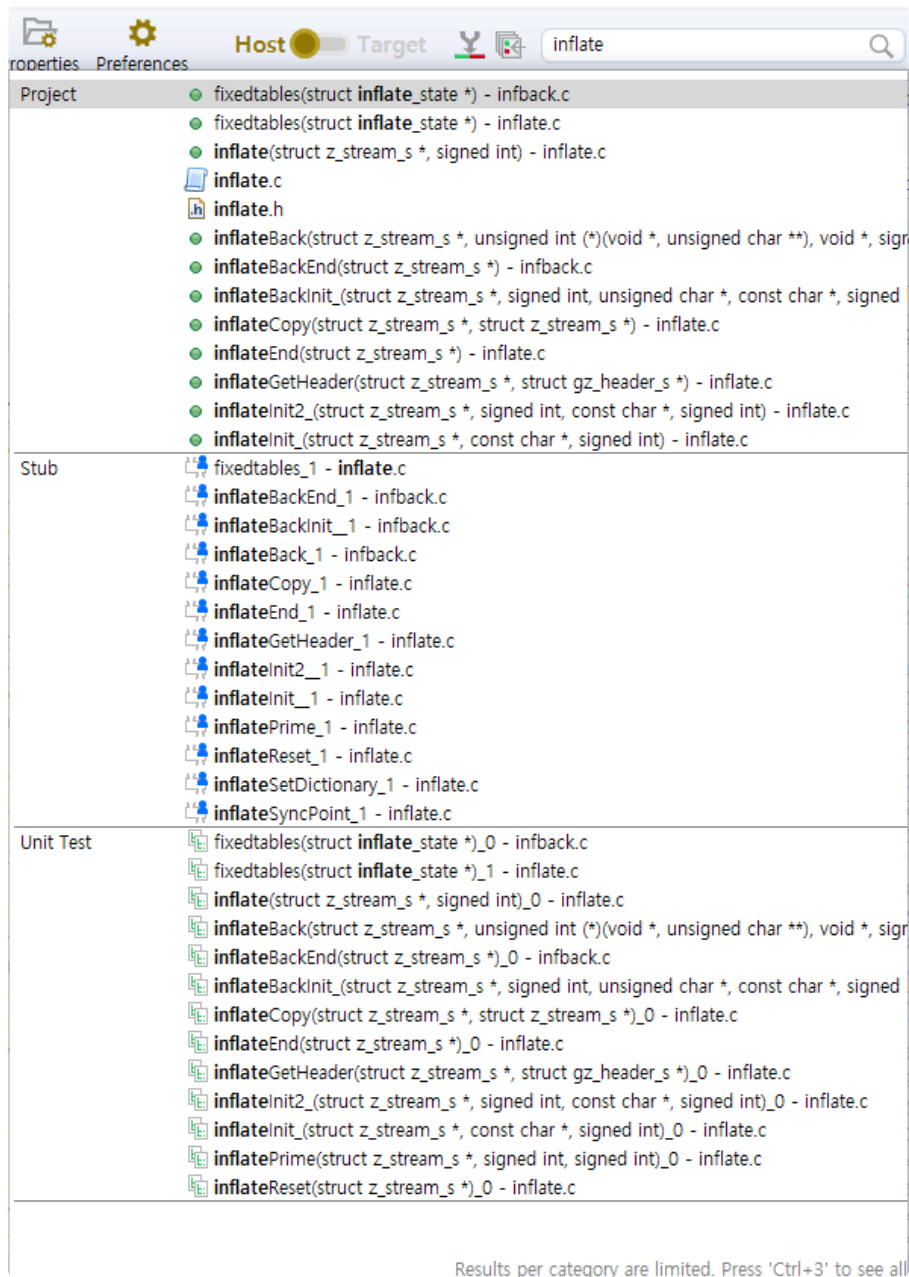 roperties Preferences
Host Target
inflate
Project fixedtables(struct inflate_state *) - infback.c
fixedtables(struct inflate_state *) - inflate.c
inflate(struct z_stream_s *, signed int) - inflate.c
inflate.c
.h inflate.h
inflateBack(struct z_stream_s *, unsigned int (*)(void *, unsigned char **), void *, sign
inflateBackEnd(struct z_stream_s *) - infback.c
inflateBackInit_(struct z_stream_s *, signed int, unsigned char *, const char *, signed
inflateCopy(struct z_stream_s *, struct z_stream_s *) - inflate.c
inflateEnd(struct z_stream_s *) - inflate.c
inflateGetHeader(struct z_stream_s *, struct gz_header_s *) - inflate.c
inflateInit2_(struct z_stream_s *, signed int, const char *, signed int) - inflate.c
inflateInit_(struct z_stream_s *, const char *, signed int) - inflate.c
Stub fixedtables_1 - inflate.c
inflateBackEnd_1 - infback.c
inflateBackInit__1 - infback.c
inflateBack_1 - infback.c
inflateCopy_1 - inflate.c
inflateEnd_1 - inflate.c
inflateGetHeader_1 - inflate.c
inflateInit2__1 - inflate.c
inflateInit__1 - inflate.c
inflatePrime_1 - inflate.c
inflateReset_1 - inflate.c
inflateSetDictionary_1 - inflate.c
inflateSyncPoint_1 - inflate.c
Unit Test fixedtables(struct inflate_state *)_0 - infback.c
fixedtables(struct inflate_state *)_1 - inflate.c
inflate(struct z_stream_s *, signed int)_0 - inflate.c
inflateBack(struct z_stream_s *, unsigned int (*)(void *, unsigned char **), void *, sign
inflateBackEnd(struct z_stream_s *)_0 - infback.c
inflateBackInit_(struct z_stream_s *, signed int, unsigned char *, const char *, signed
inflateCopy(struct z_stream_s *, struct z_stream_s *)_0 - inflate.c
inflateEnd(struct z_stream_s *)_0 - inflate.c
inflateGetHeader(struct z_stream_s *, struct gz_header_s *)_0 - inflate.c
inflateInit2_(struct z_stream_s *, signed int, const char *, signed int)_0 - inflate.c
inflateInit_(struct z_stream_s *, const char *, signed int)_0 - inflate.c
inflatePrime(struct z_stream_s *, signed int, signed int)_0 - inflate.c
inflateReset(struct z_stream_s *)_0 - inflate.c
Results per category are limited. Press 'Ctrl+3' to see all